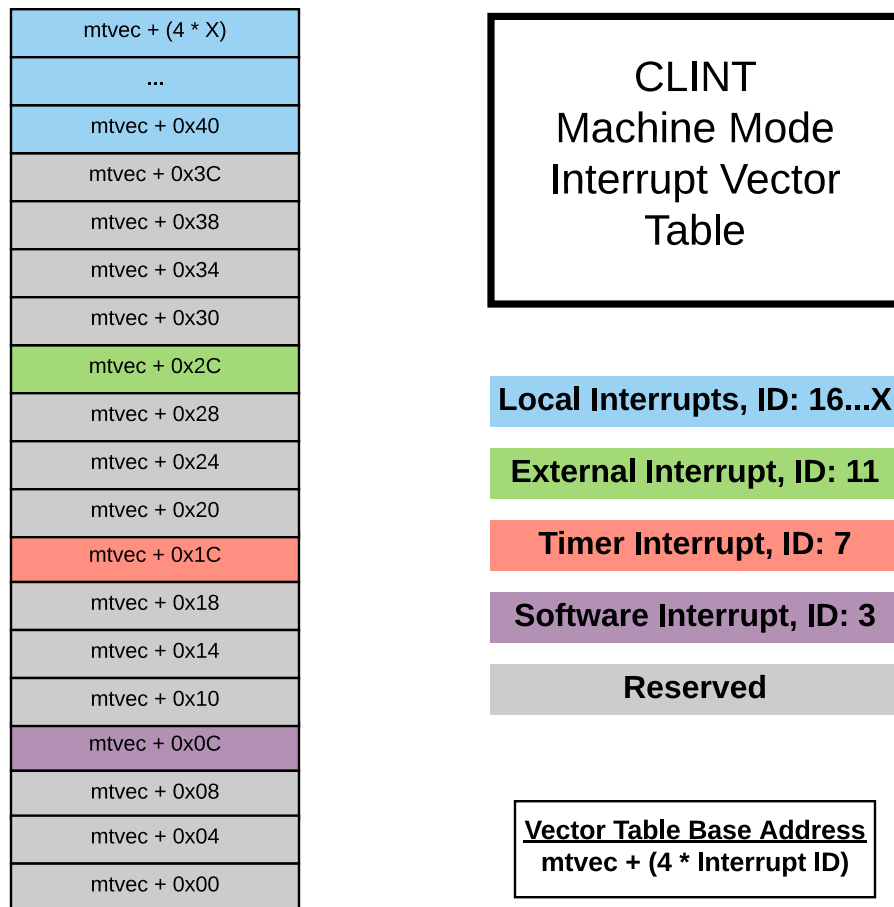 mtvec + (4 * X)
...
mtvec + 0x40
mtvec + 0x3C
mtvec + 0x38
mtvec + 0x34
mtvec + 0x30
mtvec + 0x2C
mtvec + 0x28
mtvec + 0x24
mtvec + 0x20
mtvec + 0x1C
mtvec + 0x18
mtvec + 0x14
mtvec + 0x10
mtvec + 0x0C
mtvec + 0x08
mtvec + 0x04
mtvec + 0x00
CLINT
Machine Mode
Interrupt Vector
Table
Local Interrupts, ID: 16...X
External Interrupt, ID: 11
Timer Interrupt, ID: 7
Software Interrupt, ID: 3
Reserved
Vector Table Base Address
mtvec + (4 * Interrupt ID)